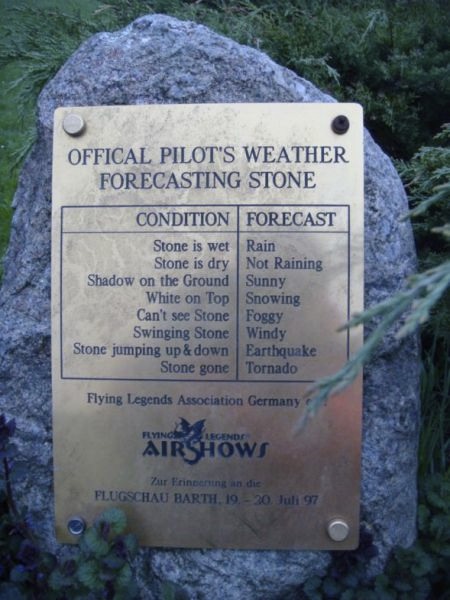 OFFICAL PILOT'S WEATHER
FORECASTING STONE
CONDITION FORECAST
Stone is wet Rain
Stone is dry Not Raining
Shadow on the Ground Sunny
White on Top Snowing
Can't see Stone Foggy
Swinging Stone Windy
Stone jumping up & down Earthquake
Stone gone Tornado
Flying Legends Association Germany
FLYING LEGENDS
AIRSHOWS
Zur Erinnerung an die
FLUGSCHAU BARTH, 19. - 20. Juli 97